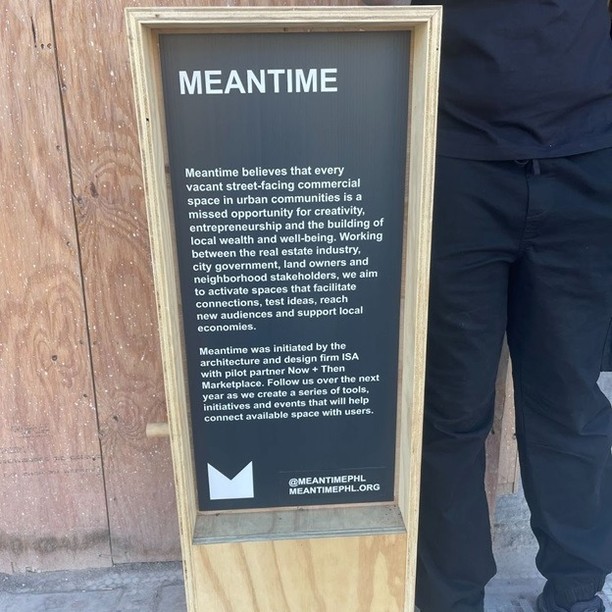 MEANTIME
Meantime believes that every
vacant street-facing commercial
space in urban communities is a
missed opportunity for creativity,
entrepreneurship and the building of
local wealth and well-being. Working
between the real estate industry,
city government, land owners and
neighborhood stakeholders, we aim
to activate spaces that facilitate
connections, test ideas, reach
new audiences and support local
economies.
Meantime was initiated by the
architecture and design firm ISA
with pilot partner Now + Then
Marketplace. Follow us over the next
year as we create a series of tools,
initiatives and events that will help
connect available space with users.
@MEANTIMEPHL
MEANTIMEPHL.ORG